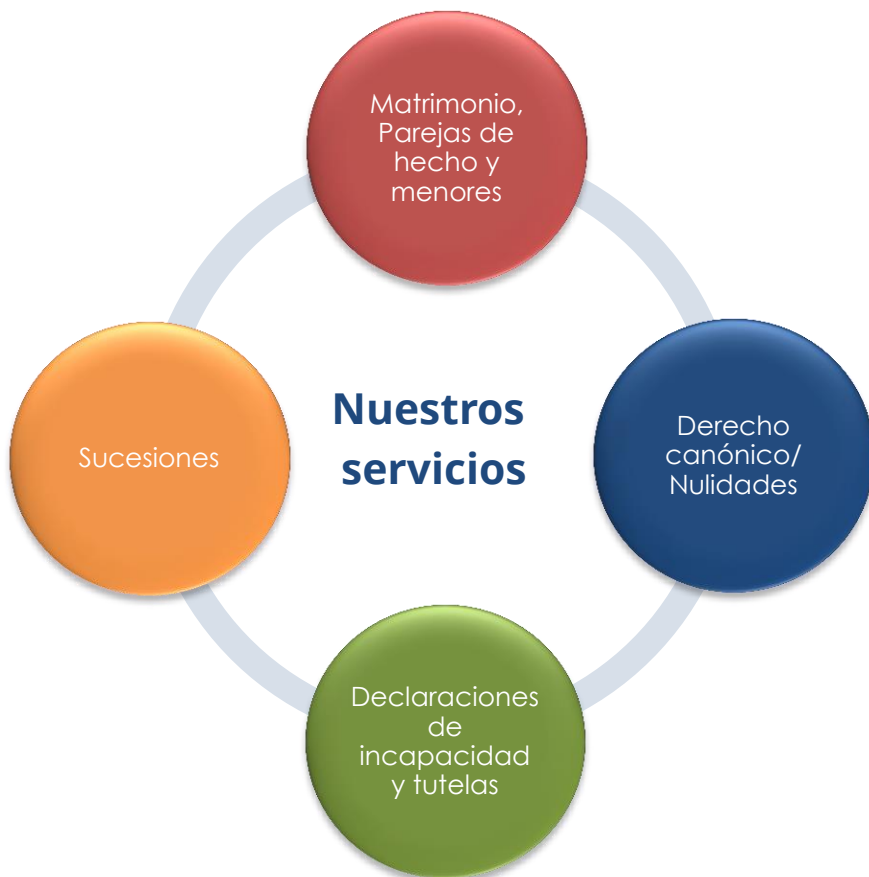 Matrimonio,
Parejas de
hecho y
menores
Nuestros
servicios
Sucesiones
Derecho
canónico/
Nulidades
Declaraciones
de
incapacidad
y tutelas